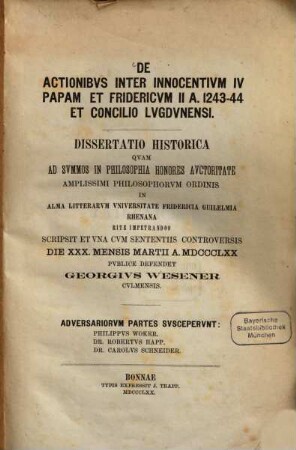 DE
ACTIONIBVS INTER INNOCENTIVM IV
PAPAM ET FRIDERICVM II A. 1243-44
ET CONCILIO LVGDVNENSI.
DISSERTATIO HISTORICA
QVAM
AD SVMMOS IN PHILOSOPHIA HONORES AVCTORITATE
AMPLISSIMI PHILOSOPHORVM ORDINIS
IN
ALMA LITTERARVM VNIVERSITATE FRIDERICIA GUILELMIA
RHENANA
RITE IMPETRANDOS
SCRIPSIT ET VNA CVM SENTENTIIS CONTROVERSIS
DIE XXX. MENSIS MARTII A. MDCCCLXX
PVBLICE DEFENDET
GEORGIVS WESENER
CVLMENSIS.
ADVERSARIORVM PARTES SVSCEPERVNT:
PHILIPPVS WOKER.
DR. ROBERTVS HAPP.
DR. CAROLVS SCHNEIDER.
Bayerische
Staatsbibliothek
München
BONNAE
TYPIS EXPRESSIT J. TRAPP.
MDCCCLXX.